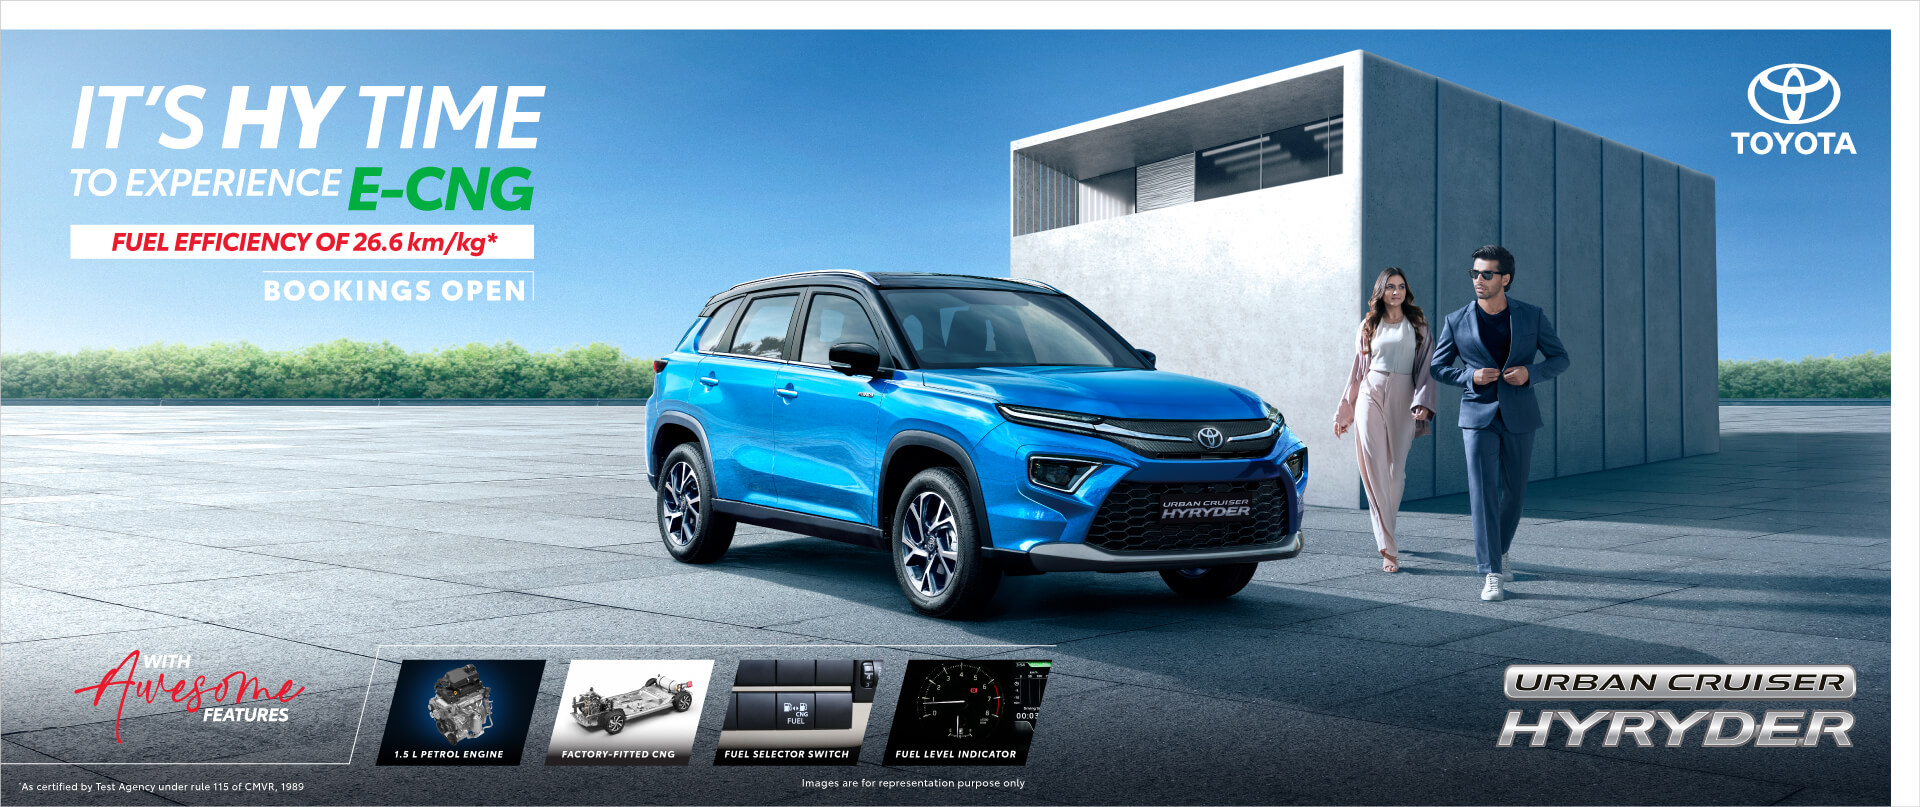 IT'S HY TIME
TO EXPERIENCE E-CNG
FUEL EFFICIENCY OF 26.6 km/kg*
BOOKINGS OPEN
TOYOTA
URBAN CRUISER
HYRYDER
WITH
Awesome
FEATURES
1.5 L PETROL ENGINE
FACTORY-FITTED CNG
CNG
FUEL
FUEL SELECTOR SWITCH
FUEL LEVEL INDICATOR
URBAN CRUISER
HYRYDER
*As certified by Test Agency under rule 115 of CMVR, 1989
Images are for representation purpose only